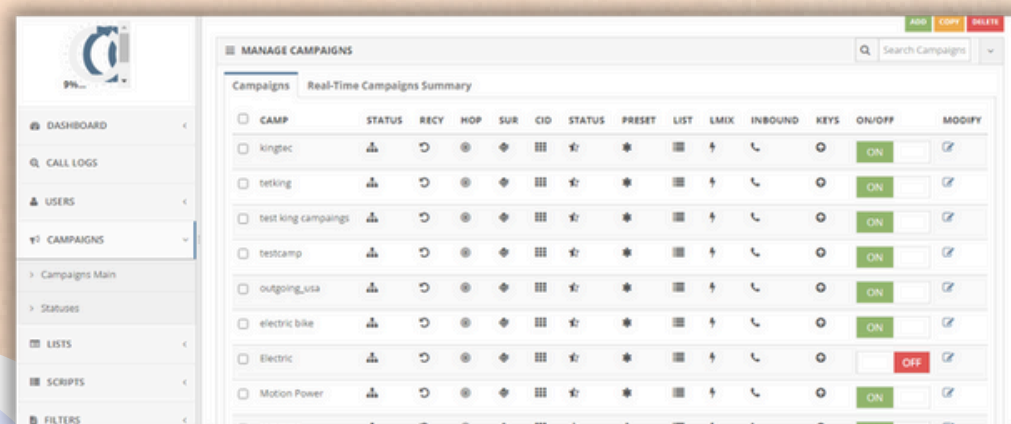 ADD COPY DELETE
MANAGE CAMPAIGNS
Search Campaigns
9%...
Campaigns Real-Time Campaigns Summary
CAMP STATUS RECY HOP SUR CID STATUS PRESET LIST LMIX INBOUND KEYS ON/OFF MODIFY
kingtec ON
tetking ON
test king campaings ON
testcamp ON
outgoing_usa ON
electric bike ON
Electric OFF
Motion Power ON
DASHBOARD
CALL LOGS
USERS
CAMPAIGNS
Campaigns Main
Statuses
LISTS
SCRIPTS
FILTERS